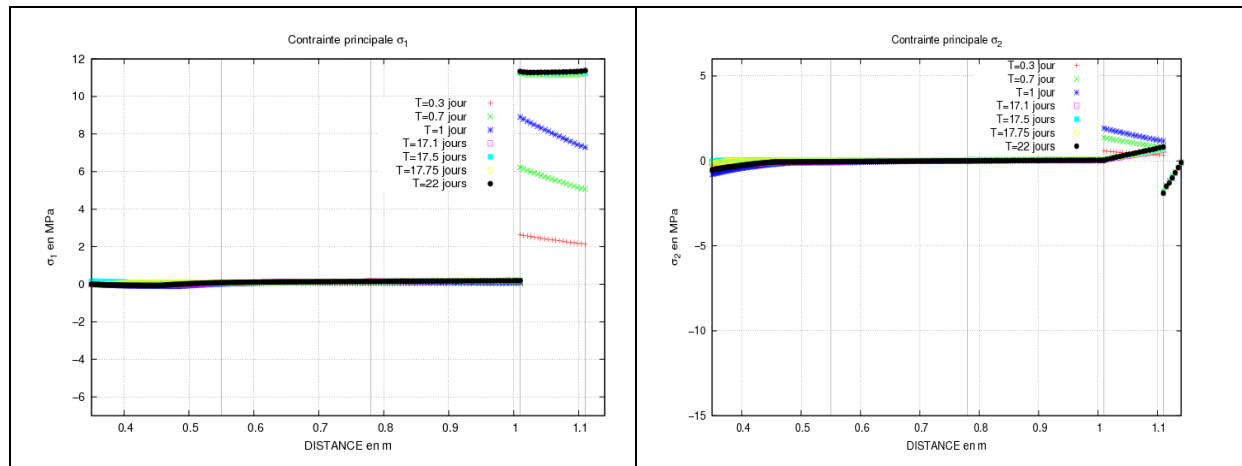 Contrainte principale σ1
12
10
8
6
4
2
0
−2
−4
−6
σ1 en MPa
T=0.3 jour
T=0.7 jour
T=1 jour
T=17.1 jours
T=17.5 jours
T=17.75 jours
T=22 jours
0.4 0.5 0.6 0.7 0.8 0.9 1 1.1
DISTANCE en m
Contrainte principale σ2
5
0
−5
−10
−15
σ2 en MPa
T=0.3 jour
T=0.7 jour
T=1 jour
T=17.1 jours
T=17.5 jours
T=17.75 jours
T=22 jours
0.4 0.5 0.6 0.7 0.8 0.9 1 1.1
DISTANCE en m